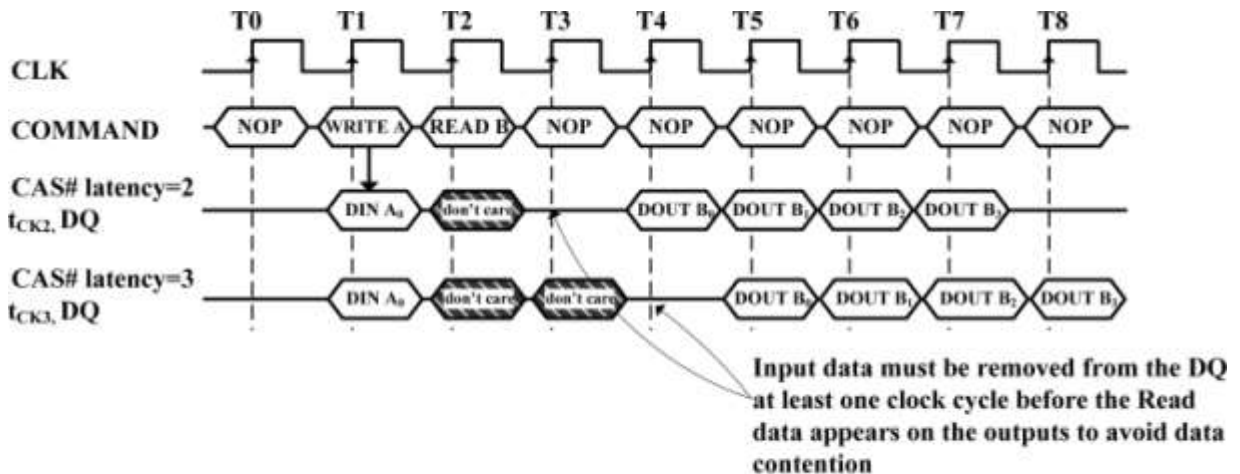 T0 T1 T2 T3 T4 T5 T6 T7 T8
CLK
COMMAND NOP WRITE A READ B NOP NOP NOP NOP NOP NOP
CAS# latency=2
tCK2, DQ DIN A0 don't care DOUT B0 DOUT B1 DOUT B2 DOUT B3
CAS# latency=3
tCK3, DQ DIN A0 don't care don't care DOUT B0 DOUT B1 DOUT B2 DOUT B3
Input data must be removed from the DQ
at least one clock cycle before the Read
data appears on the outputs to avoid data
contention